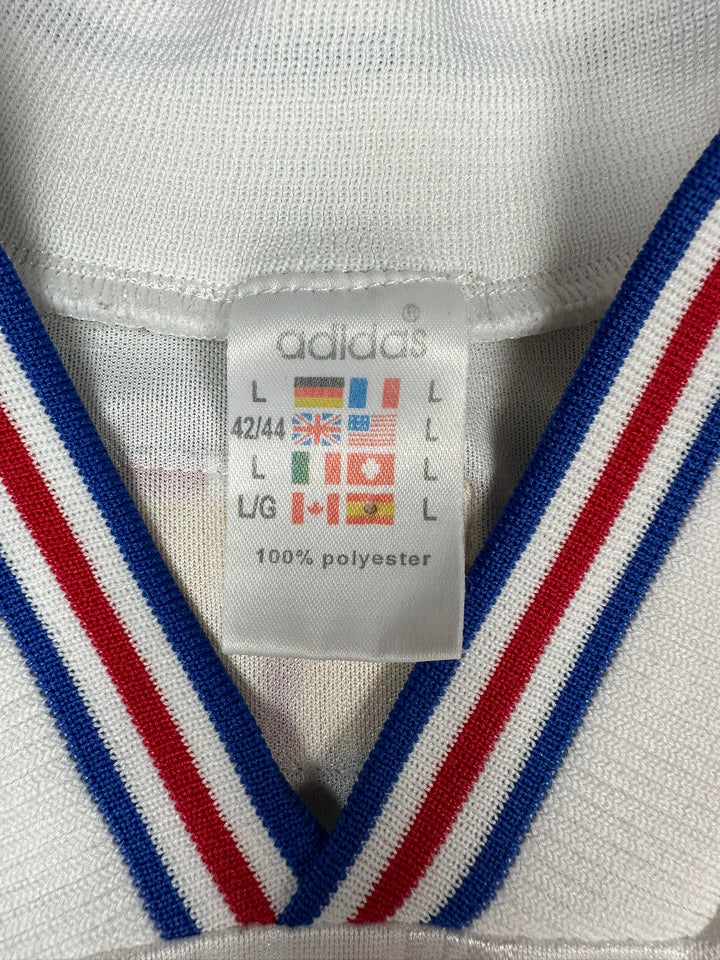 adidas®
L L
42/44 L
L L
L/G L
100% polyester